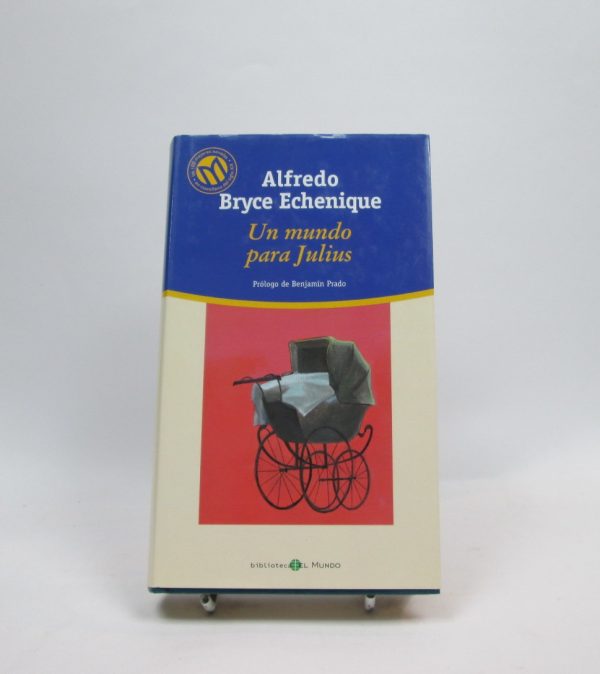 Alfredo
Bryce Echenique
Un mundo
para Julius
Prólogo de Benjamín Prado
biblioteca EL MUNDO